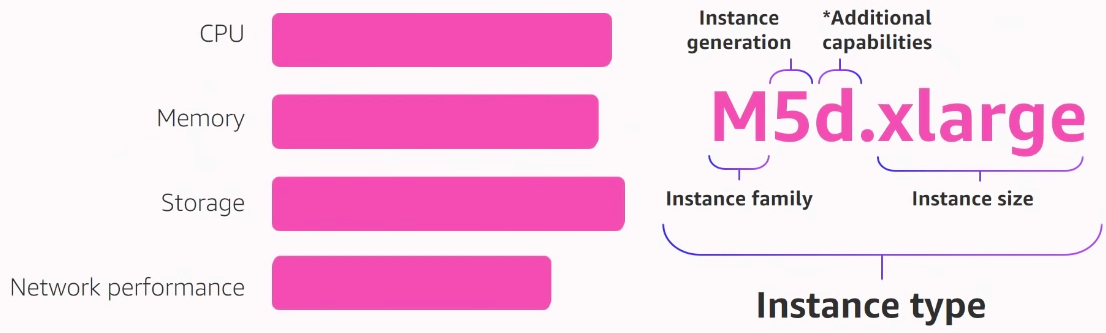 CPU
Memory
Storage
Network performance
Instance
generation
*Additional
capabilities
M5d.xlarge
Instance family
Instance size
Instance type